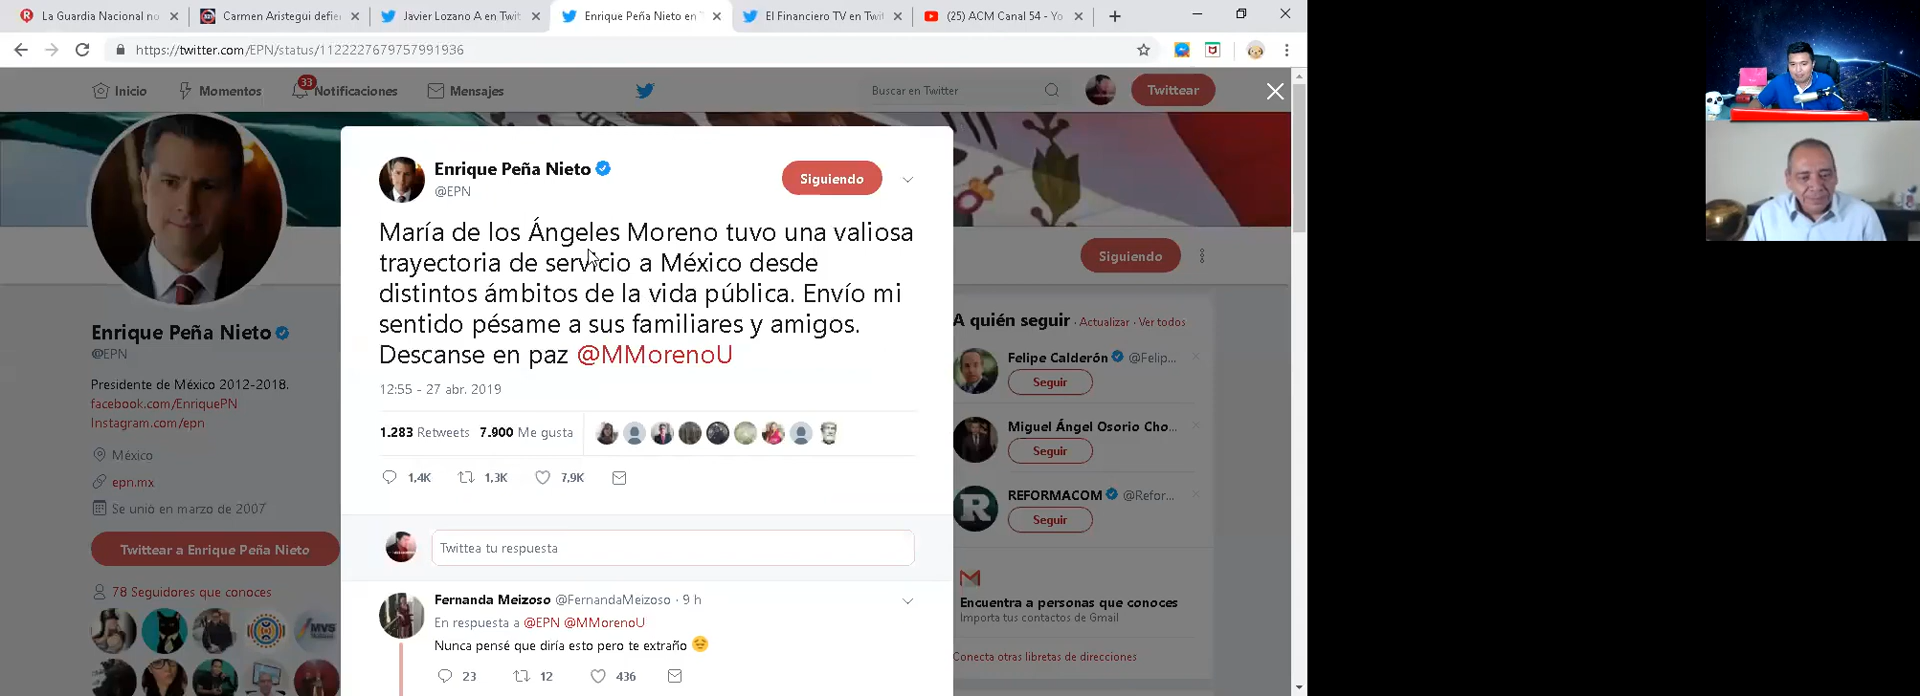 La Guardia Nacional no
Carmen Aristegui defie
Javier Lozano A en Twit
Enrique Peña Nieto en T
El Financiero TV en Twit
(25) ACM Canal 54 - Yo
https://twitter.com/EPN/status/1122227679757991936
Inicio
Momentos
33
Notificaciones
Mensajes
Buscar en Twitter
Twittear
Enrique Peña Nieto
@EPN
Siguiendo
María de los Ángeles Moreno tuvo una valiosa
trayectoria de servicio a México desde
distintos ámbitos de la vida pública. Envío mi
sentido pésame a sus familiares y amigos.
Descanse en paz @MMorenoU
12:55 - 27 abr. 2019
1.283 Retweets 7.900 Me gusta
1,4K 1,3K 7,9K
Twittea tu respuesta
Fernanda Meizoso @FernandaMeizoso · 9 h
En respuesta a @EPN @MMorenoU
Nunca pensé que diría esto pero te extraño 😔
23 12 436
Enrique Peña Nieto
@EPN
Presidente de México 2012-2018.
facebook.com/EnriquePN
Instagram.com/epn
México
epn.mx
Se unió en marzo de 2007
Twittear a Enrique Peña Nieto
78 Seguidores que conoces
MVS
Siguiendo
A quién seguir · Actualizar · Ver todos
Felipe Calderón @Felip...
Seguir
Miguel Ángel Osorio Cho...
Seguir
REFORMACOM @Refor...
Seguir
Encuentra a personas que conoces
Importa tus contactos de Gmail
Conecta otras libretas de direcciones